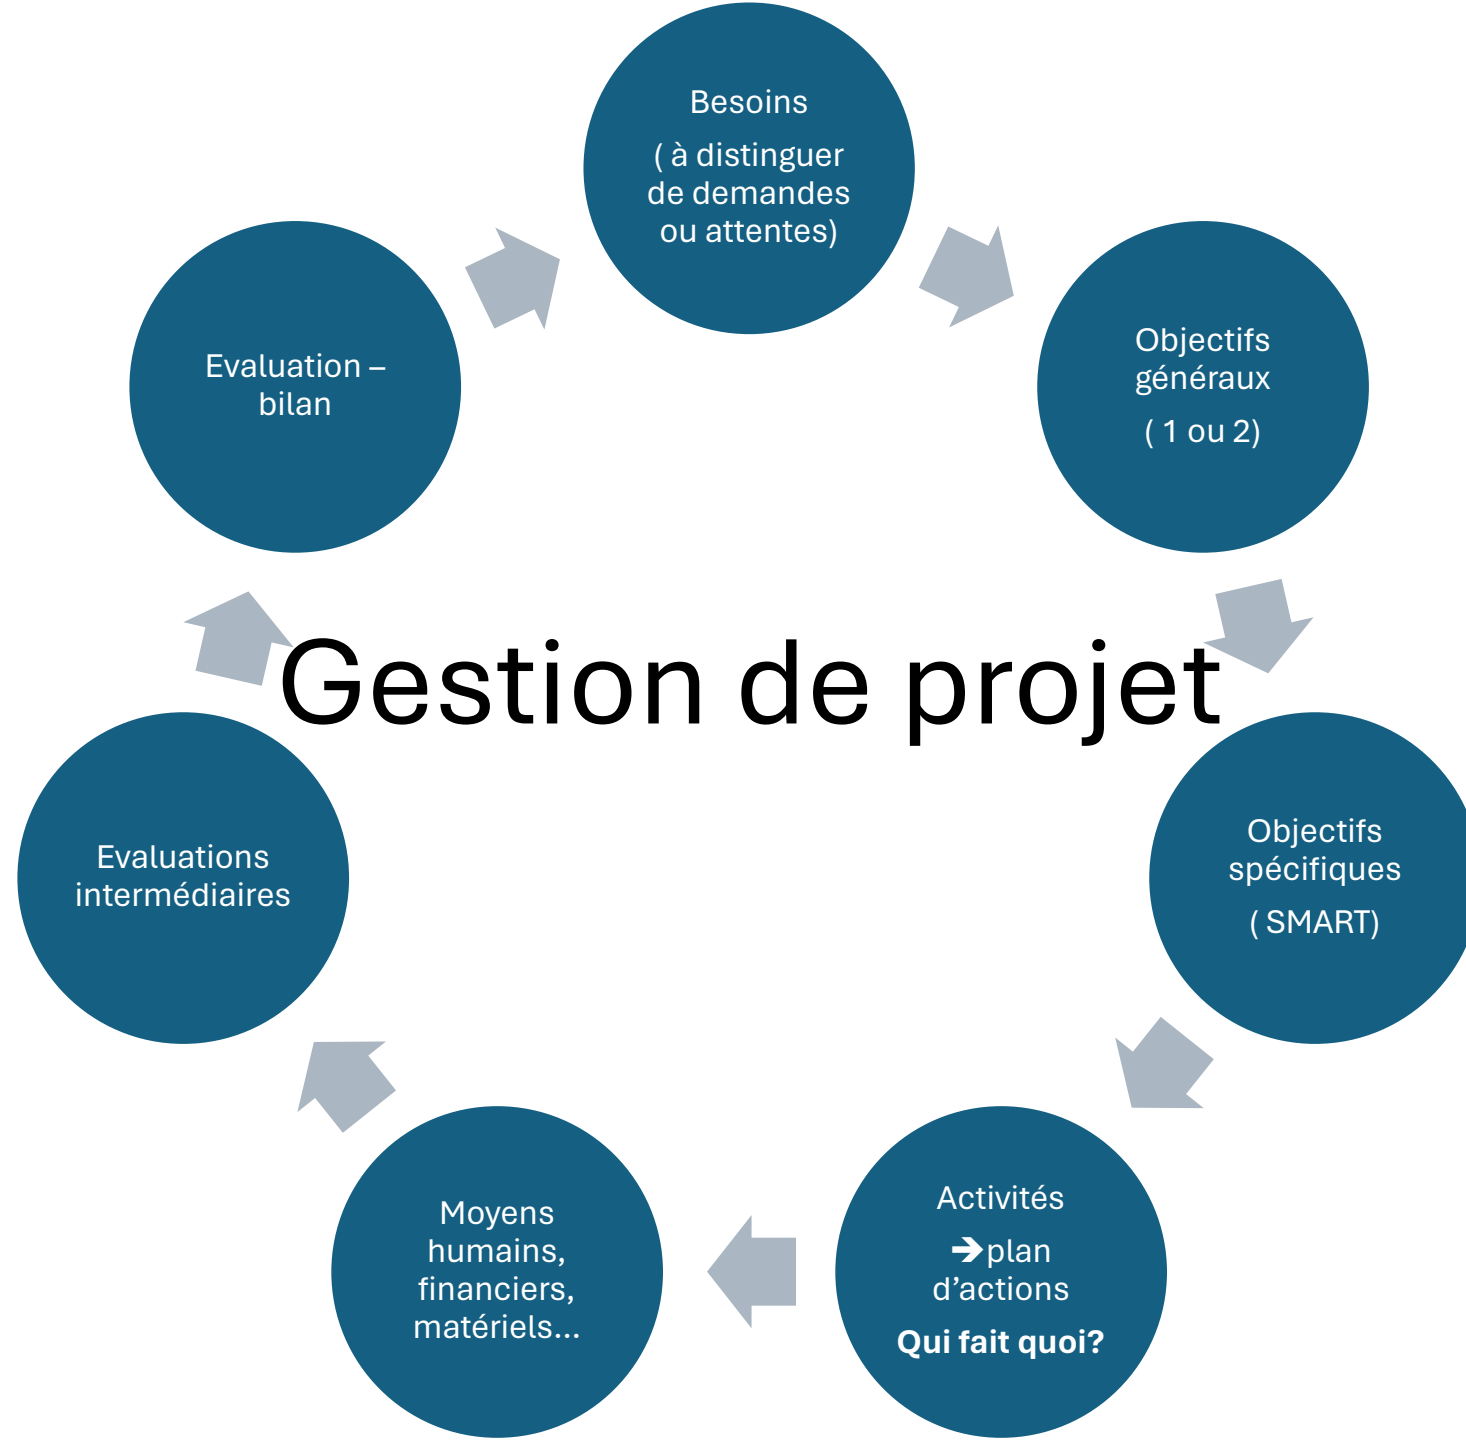 Gestion de projet
Besoins
( à distinguer
de demandes
ou attentes)
Objectifs
généraux
( 1 ou 2)
Objectifs
spécifiques
( SMART)
Activités
➔plan
d’actions
Qui fait quoi?
Moyens
humains,
financiers,
matériels…
Evaluations
intermédiaires
Evaluation –
bilan